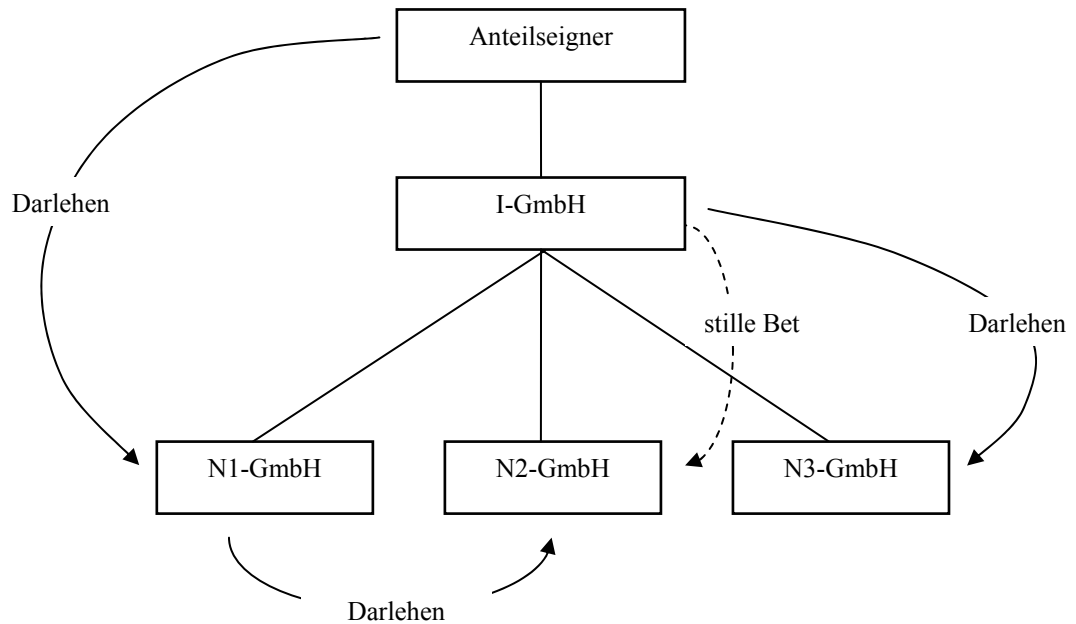 Anteilseigner
Darlehen
I-GmbH
stille Bet
Darlehen
N1-GmbH
N2-GmbH
N3-GmbH
Darlehen